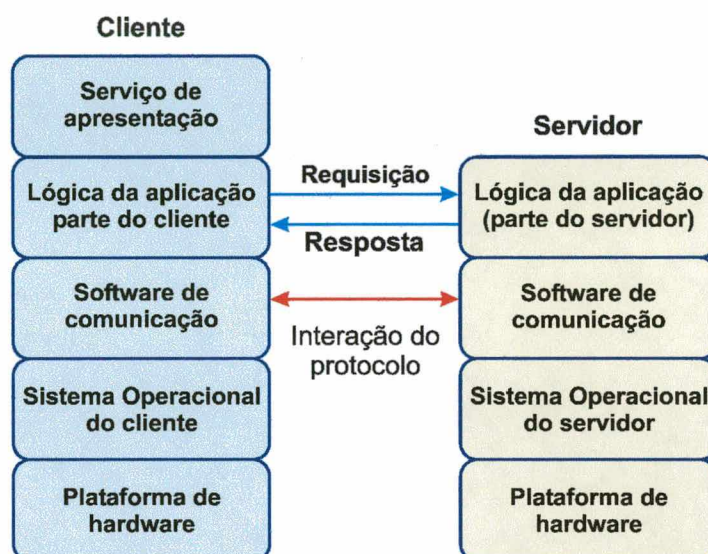 Cliente
Serviço de
apresentação
Lógica da aplicação
parte do cliente
Software de
comunicação
Sistema Operacional
do cliente
Plataforma de
hardware
Requisição
Resposta
Interação do
protocolo
Servidor
Lógica da aplicação
(parte do servidor)
Software de
comunicação
Sistema Operacional
do servidor
Plataforma de
hardware